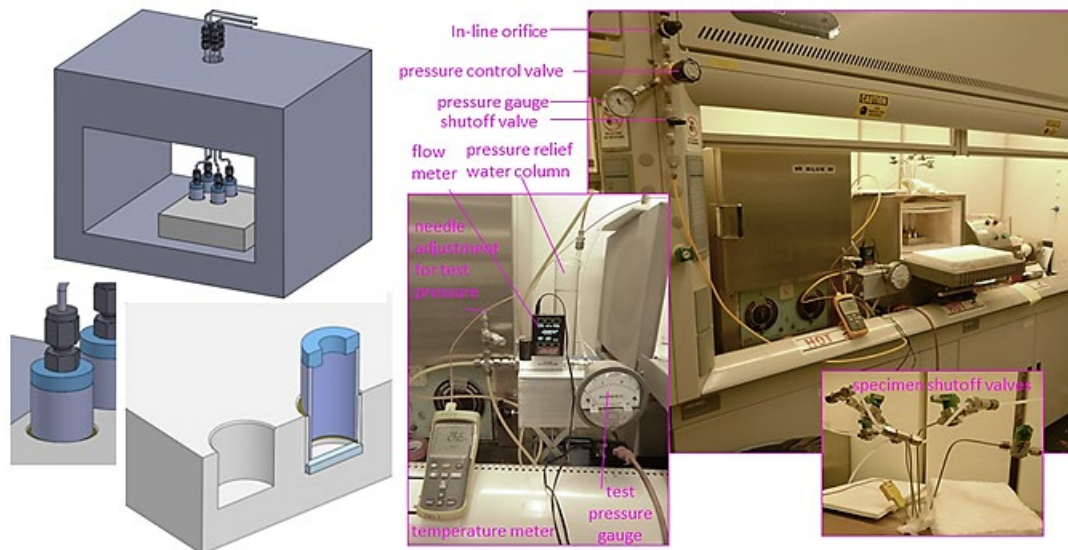 In-line orifice
pressure control valve
pressure gauge
shutoff valve
flow
meter
pressure relief
water column
needle
adjustment
for test
pressure
CAUTION
HOT
specimen shutoff valves
test
pressure
gauge
temperature meter